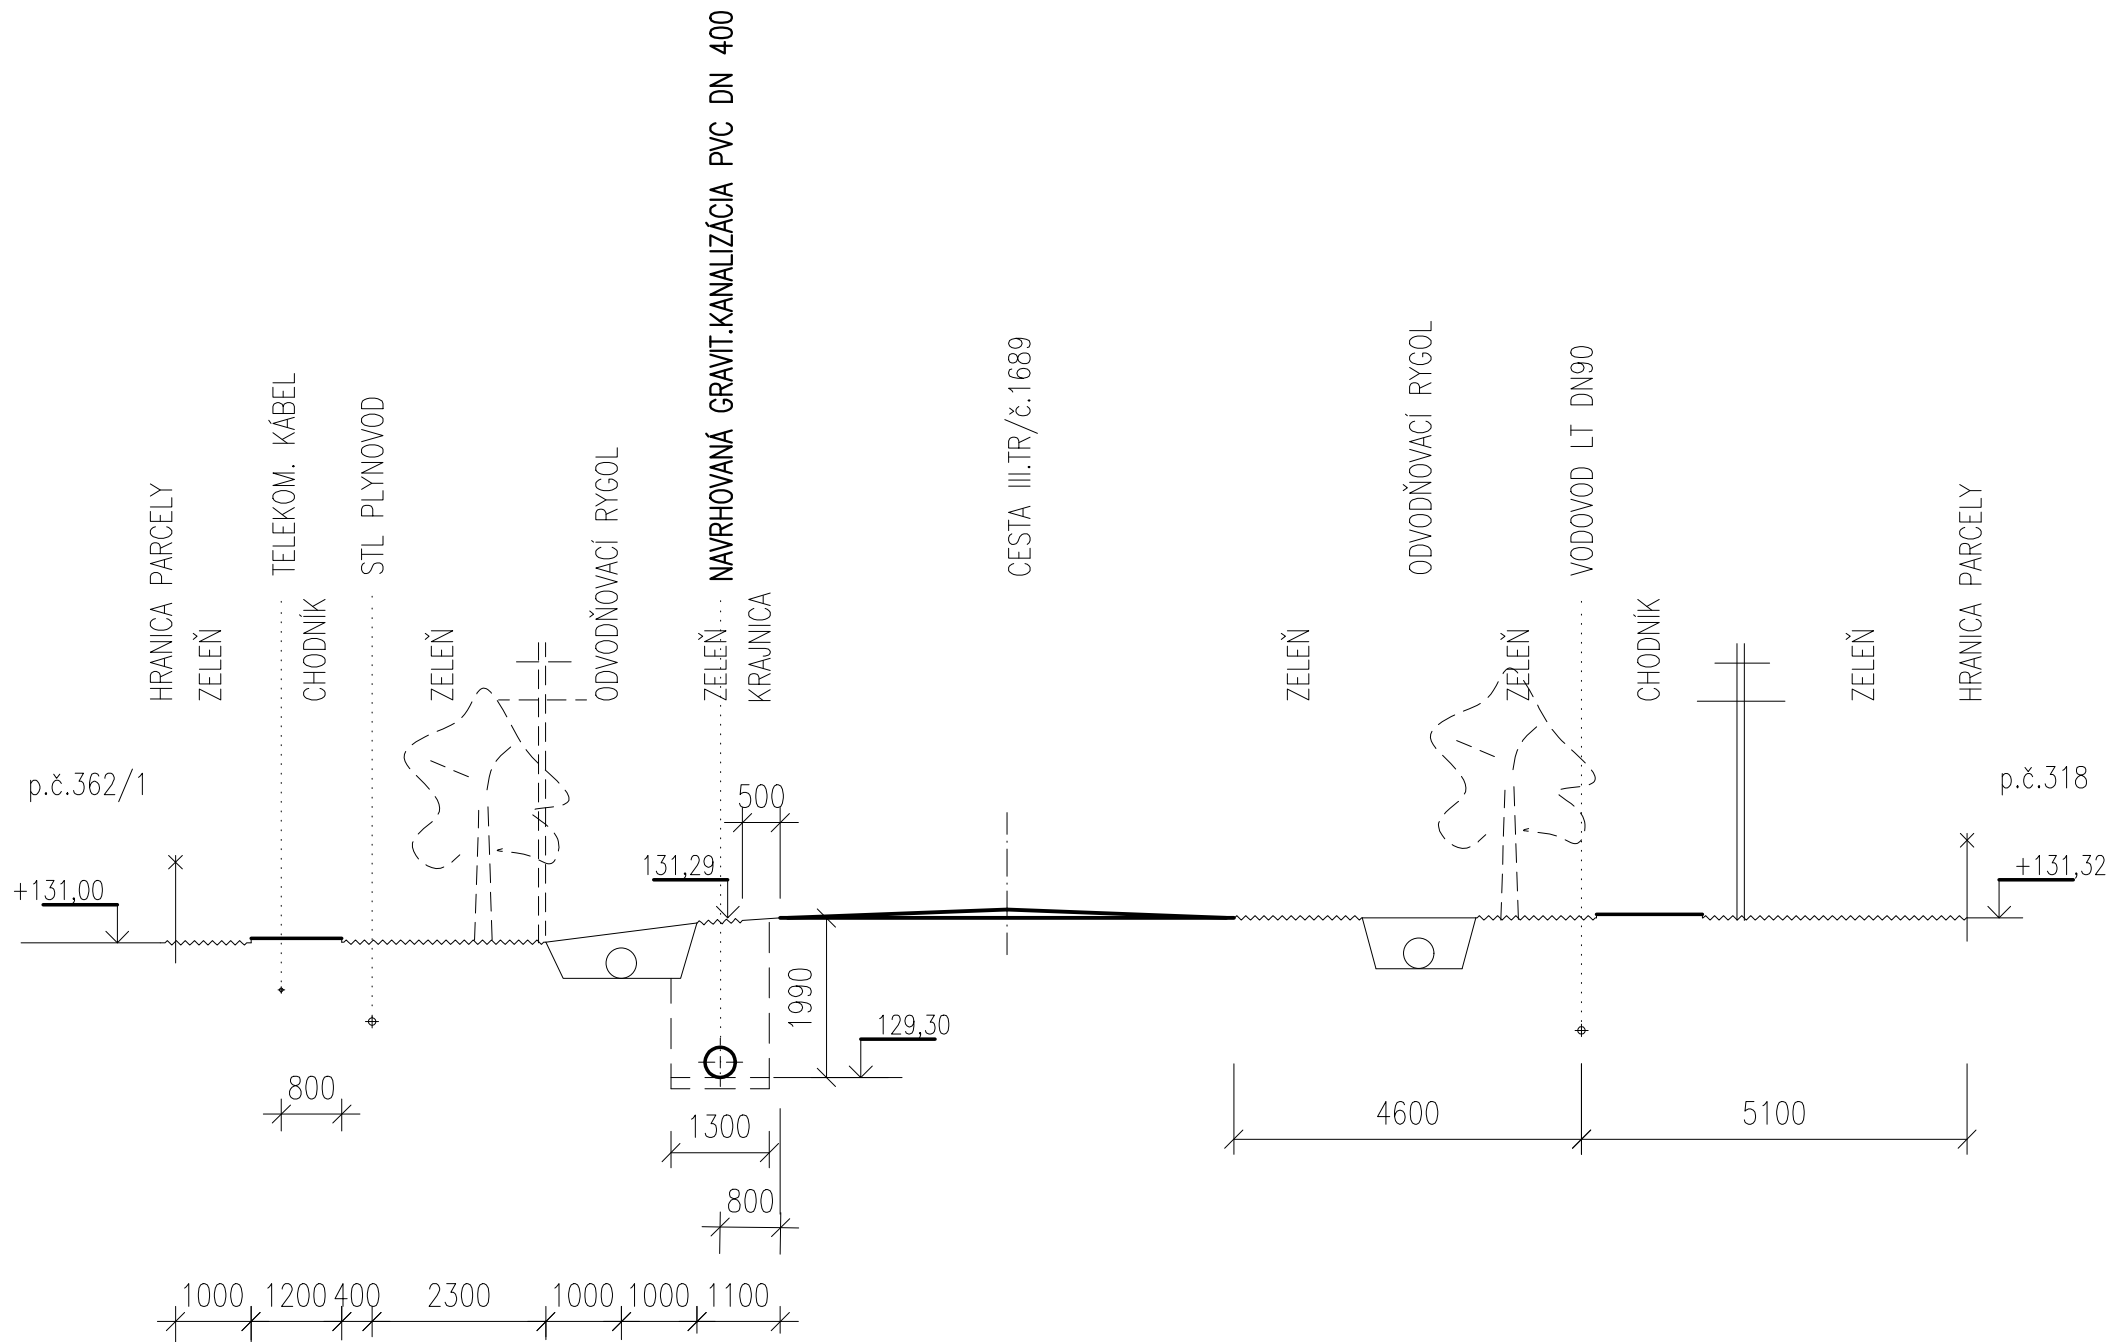 NAVRHOVANÁ GRAVIT.KANALIZÁCIA PVC DN 400
HRANICA PARCELY
ZELEŇ
TELEKOM. KÁBEL
CHODNÍK
STL PLYNOVOD
ZELEŇ
ODVODŇOVACÍ RYGOL
ZELEŇ
KRAJNICA
CESTA III.TR/č.1689
ZELEŇ
ODVODŇOVACÍ RYGOL
ZELEŇ
VODOVOD LT DN90
CHODNÍK
ZELEŇ
HRANICA PARCELY
p.č.362/1
p.č.318
500
131,29
+131,00
+131,32
1990
129,30
800
1300
4600
5100
800
1000
1200
400
2300
1000
1000
1100